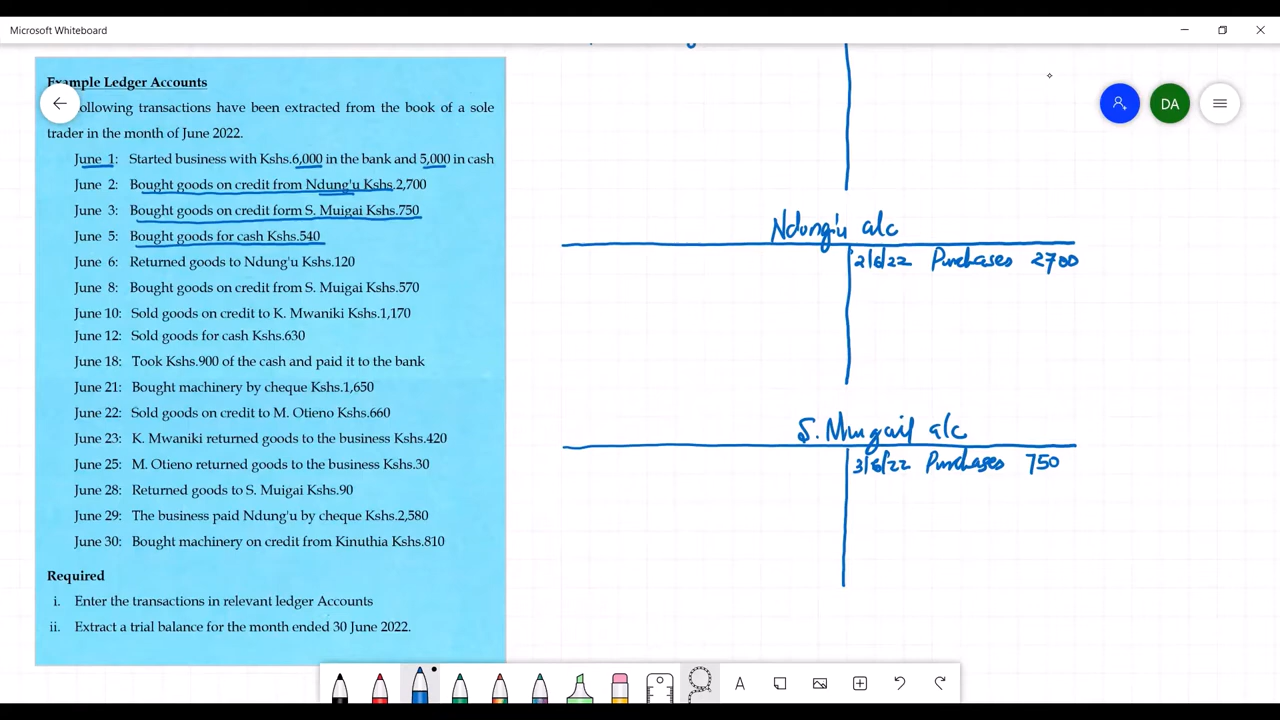 Microsoft Whiteboard
Example Ledger Accounts
ollowing transactions have been extracted from the book of a sole
trader in the month of June 2022.
June 1: Started business with Kshs.6,000 in the bank and 5,000 in cash
June 2: Bought goods on credit from Ndung'u Kshs.2,700
June 3: Bought goods on credit form S. Muigai Kshs.750
June 5: Bought goods for cash Kshs.540
June 6: Returned goods to Ndung'u Kshs.120
June 8: Bought goods on credit from S. Muigai Kshs.570
June 10: Sold goods on credit to K. Mwaniki Kshs.1,170
June 12: Sold goods for cash Kshs.630
June 18: Took Kshs.900 of the cash and paid it to the bank
June 21: Bought machinery by cheque Kshs.1,650
June 22: Sold goods on credit to M. Otieno Kshs.660
June 23: K. Mwaniki returned goods to the business Kshs.420
June 25: M. Otieno returned goods to the business Kshs.30
June 28: Returned goods to S. Muigai Kshs.90
June 29: The business paid Ndung'u by cheque Kshs.2,580
June 30: Bought machinery on credit from Kinuthia Kshs.810
Required
i. Enter the transactions in relevant ledger Accounts
ii. Extract a trial balance for the month ended 30 June 2022.
DA
Ndung'u a/c
2/6/22 Purchases 2700
S. Muigai a/c
3/6/22 Purchases 750
A